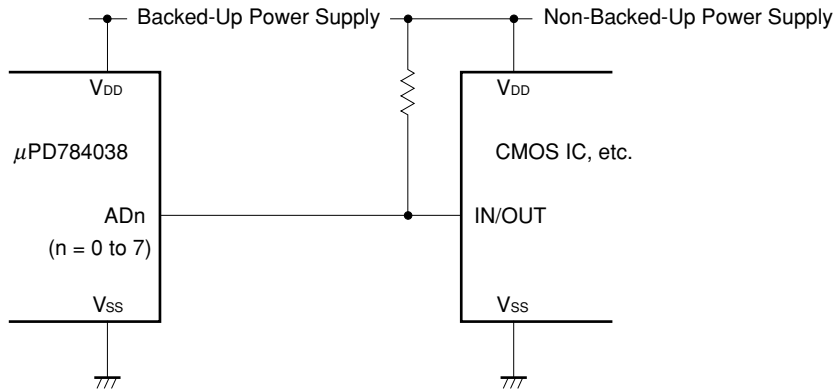 Backed-Up Power Supply
Non-Backed-Up Power Supply
VDD
VDD
μPD784038
CMOS IC, etc.
ADn
IN/OUT
(n = 0 to 7)
VSS
VSS